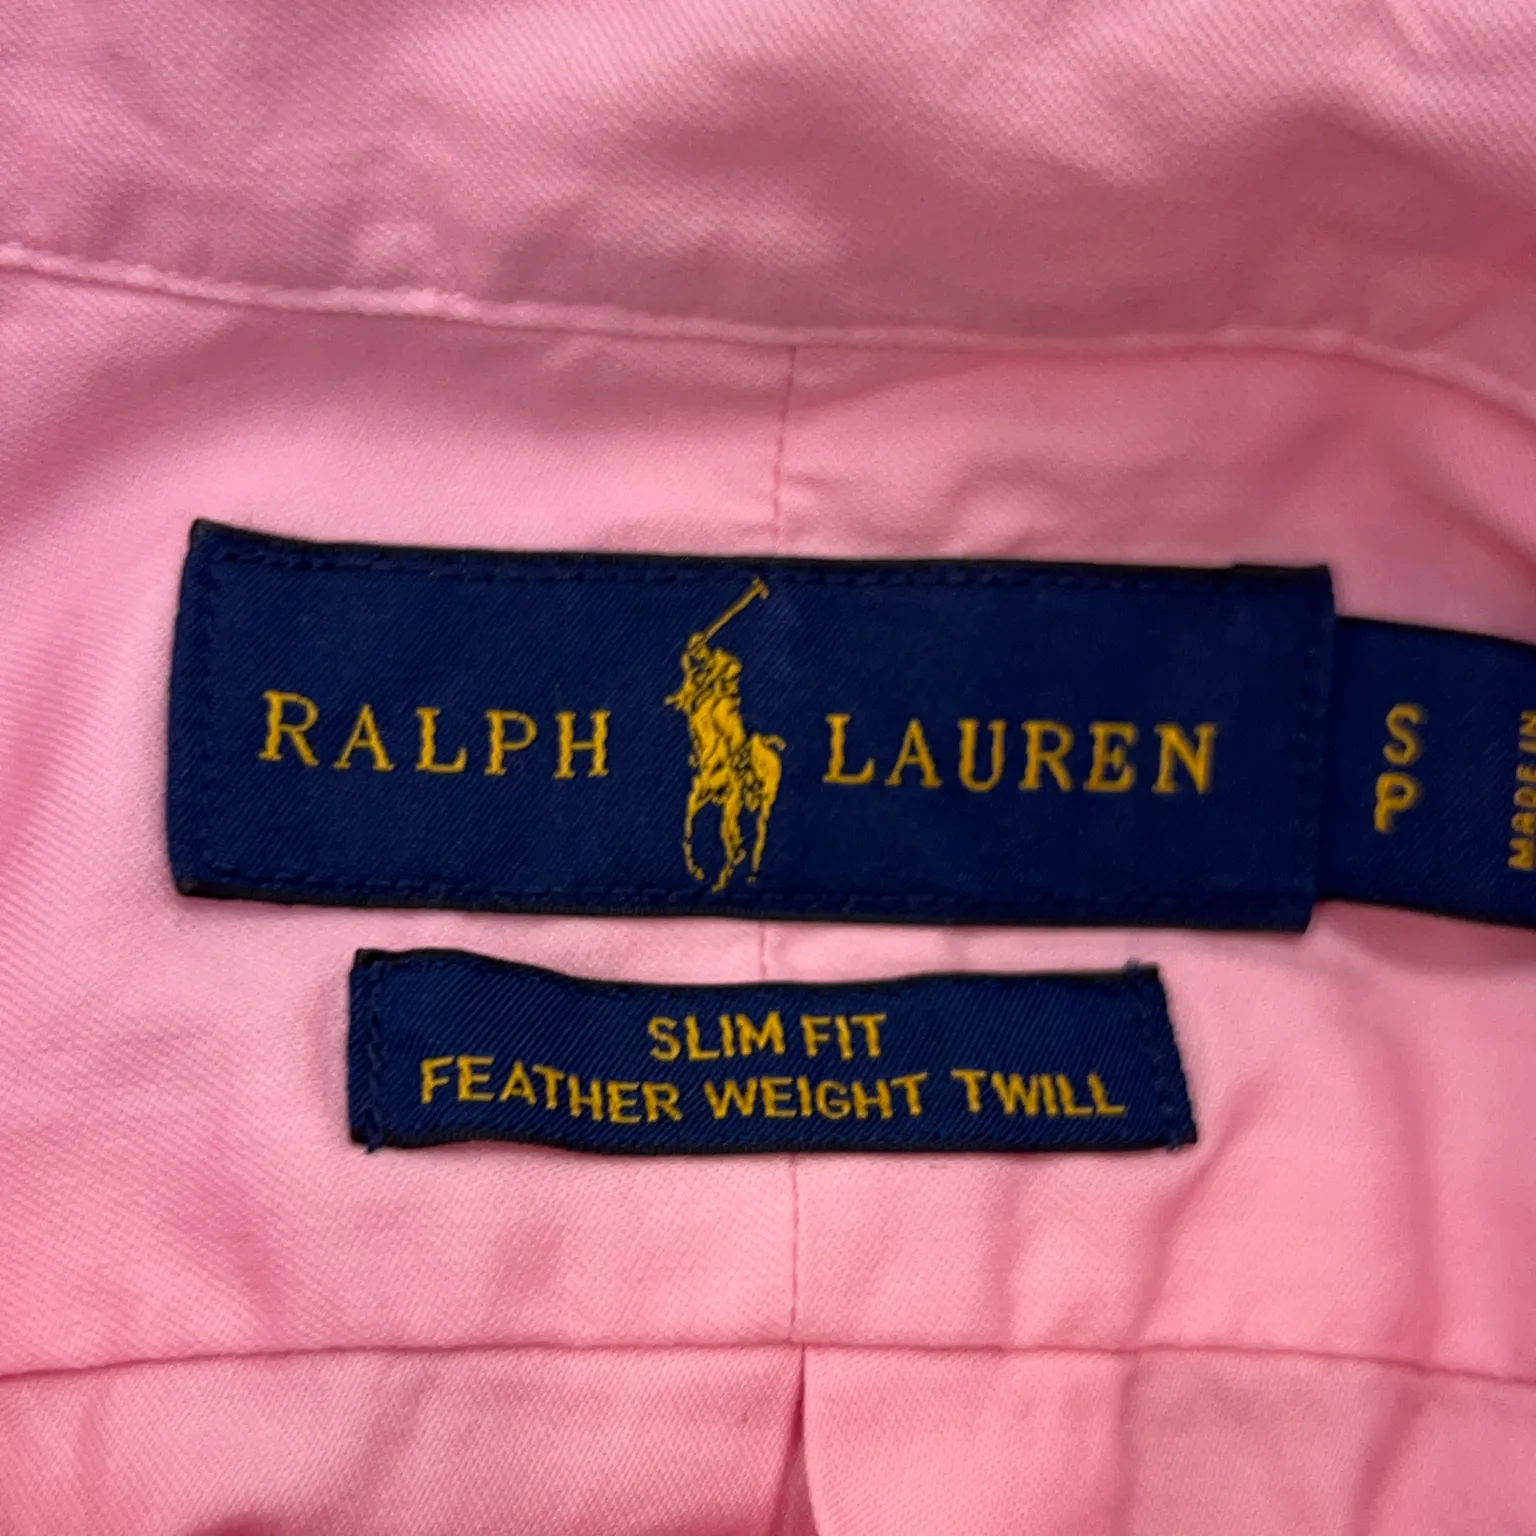 RALPH LAUREN
S
P
MADE IN
SLIM FIT
FEATHER WEIGHT TWILL